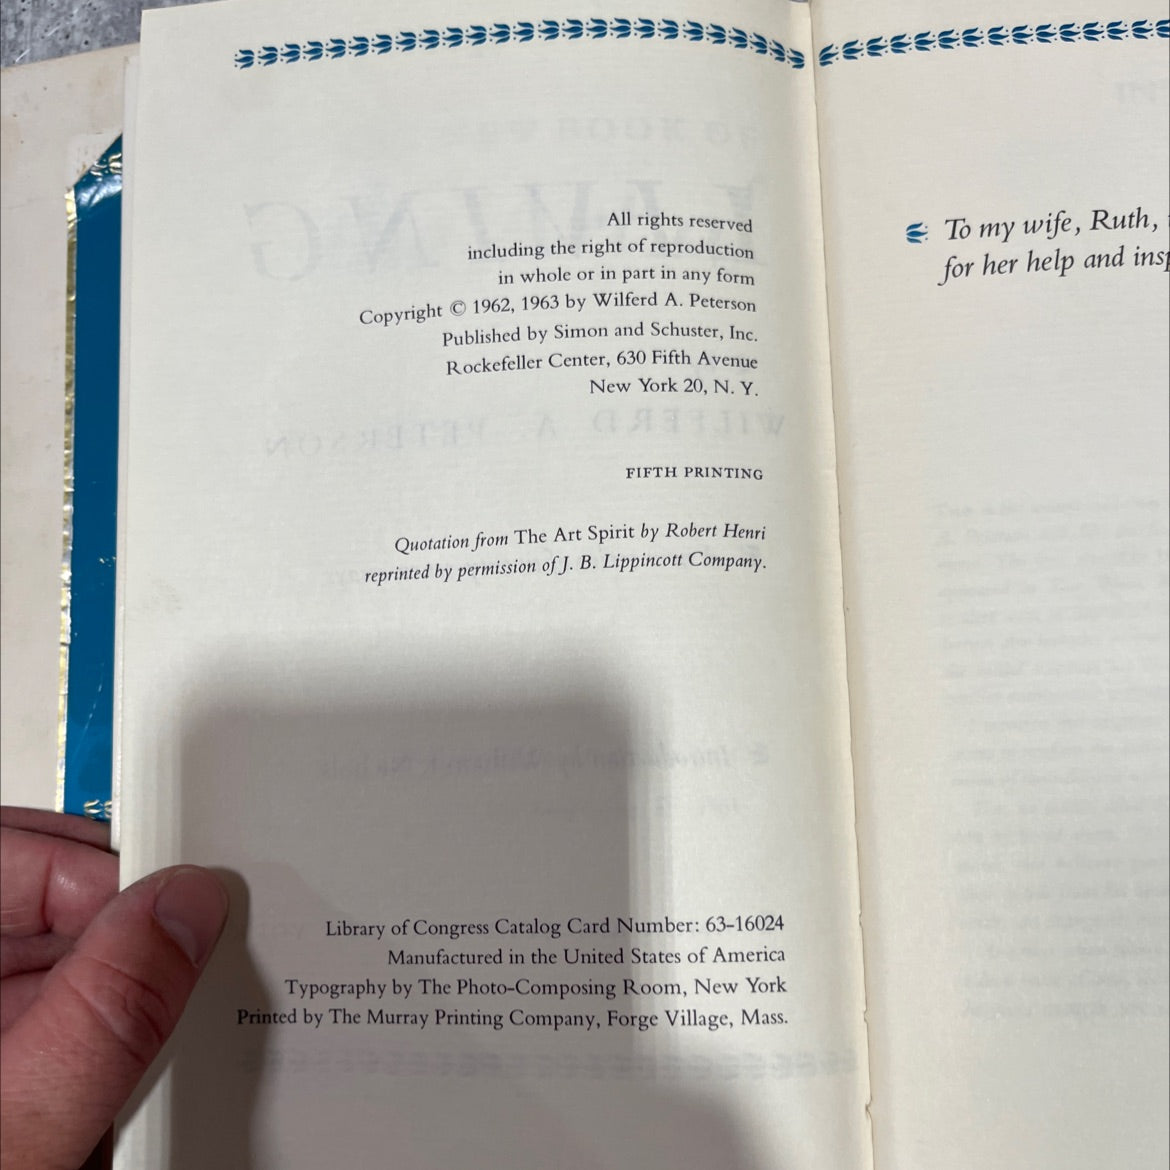 All rights reserved
including the right of reproduction
in whole or in part in any form
Copyright © 1962, 1963 by Wilferd A. Peterson
Published by Simon and Schuster, Inc.
Rockefeller Center, 630 Fifth Avenue
New York 20, N. Y.
FIFTH PRINTING
Quotation from The Art Spirit by Robert Henri
reprinted by permission of J. B. Lippincott Company.
Library of Congress Catalog Card Number: 63-16024
Manufactured in the United States of America
Typography by The Photo-Composing Room, New York
Printed by The Murray Printing Company, Forge Village, Mass.
To my wife, Ruth,
for her help and